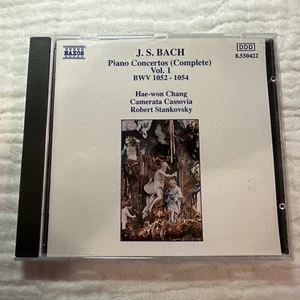 NAXOS
J. S. BACH
DDD
Piano Concertos (Complete)
8.550422
Vol. 1
BWV 1052 - 1054
Hae-won Chang
Camerata Cassovia
Robert Stankovsky